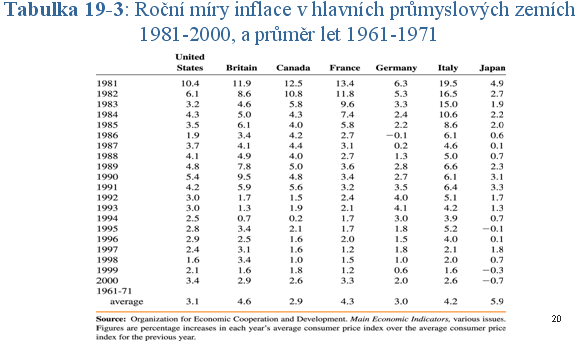 Tabulka 19-3: Roční míry inflace v hlavních průmyslových zemích
1981-2000, a průměr let 1961-1971
United States Britain Canada France Germany Italy Japan
1981 10.4 11.9 12.5 13.4 6.3 19.5 4.9
1982 6.1 8.6 10.8 11.8 5.3 16.5 2.7
1983 3.2 4.6 5.8 9.6 3.3 15.0 1.9
1984 4.3 5.0 4.3 7.4 2.4 10.6 2.2
1985 3.5 6.1 4.0 5.8 2.2 8.6 2.0
1986 1.9 3.4 4.2 2.7 −0.1 6.1 0.6
1987 3.7 4.1 4.4 3.1 0.2 4.6 0.1
1988 4.1 4.9 4.0 2.7 1.3 5.0 0.7
1989 4.8 7.8 5.0 3.6 2.8 6.6 2.3
1990 5.4 9.5 4.8 3.4 2.7 6.1 3.1
1991 4.2 5.9 5.6 3.2 3.5 6.4 3.3
1992 3.0 1.7 1.5 2.4 4.0 5.1 1.7
1993 3.0 1.3 1.9 2.1 4.1 4.2 1.3
1994 2.5 0.7 0.2 1.7 3.0 3.9 0.7
1995 2.8 3.4 2.1 1.7 1.8 5.2 −0.1
1996 2.9 2.5 1.6 2.0 1.5 4.0 0.1
1997 2.4 3.1 1.6 1.2 1.8 2.1 1.8
1998 1.6 3.4 1.0 1.5 1.0 2.0 0.7
1999 2.1 1.6 1.8 1.2 0.6 1.6 −0.3
2000 3.4 2.9 2.6 3.3 2.0 2.6 −0.7
1961-71
average 3.1 4.6 2.9 4.3 3.0 4.2 5.9
Source: Organization for Economic Cooperation and Development. Main Economic Indicators, various issues.
Figures are percentage increases in each year's average consumer price index over the average consumer price
index for the previous year.
20